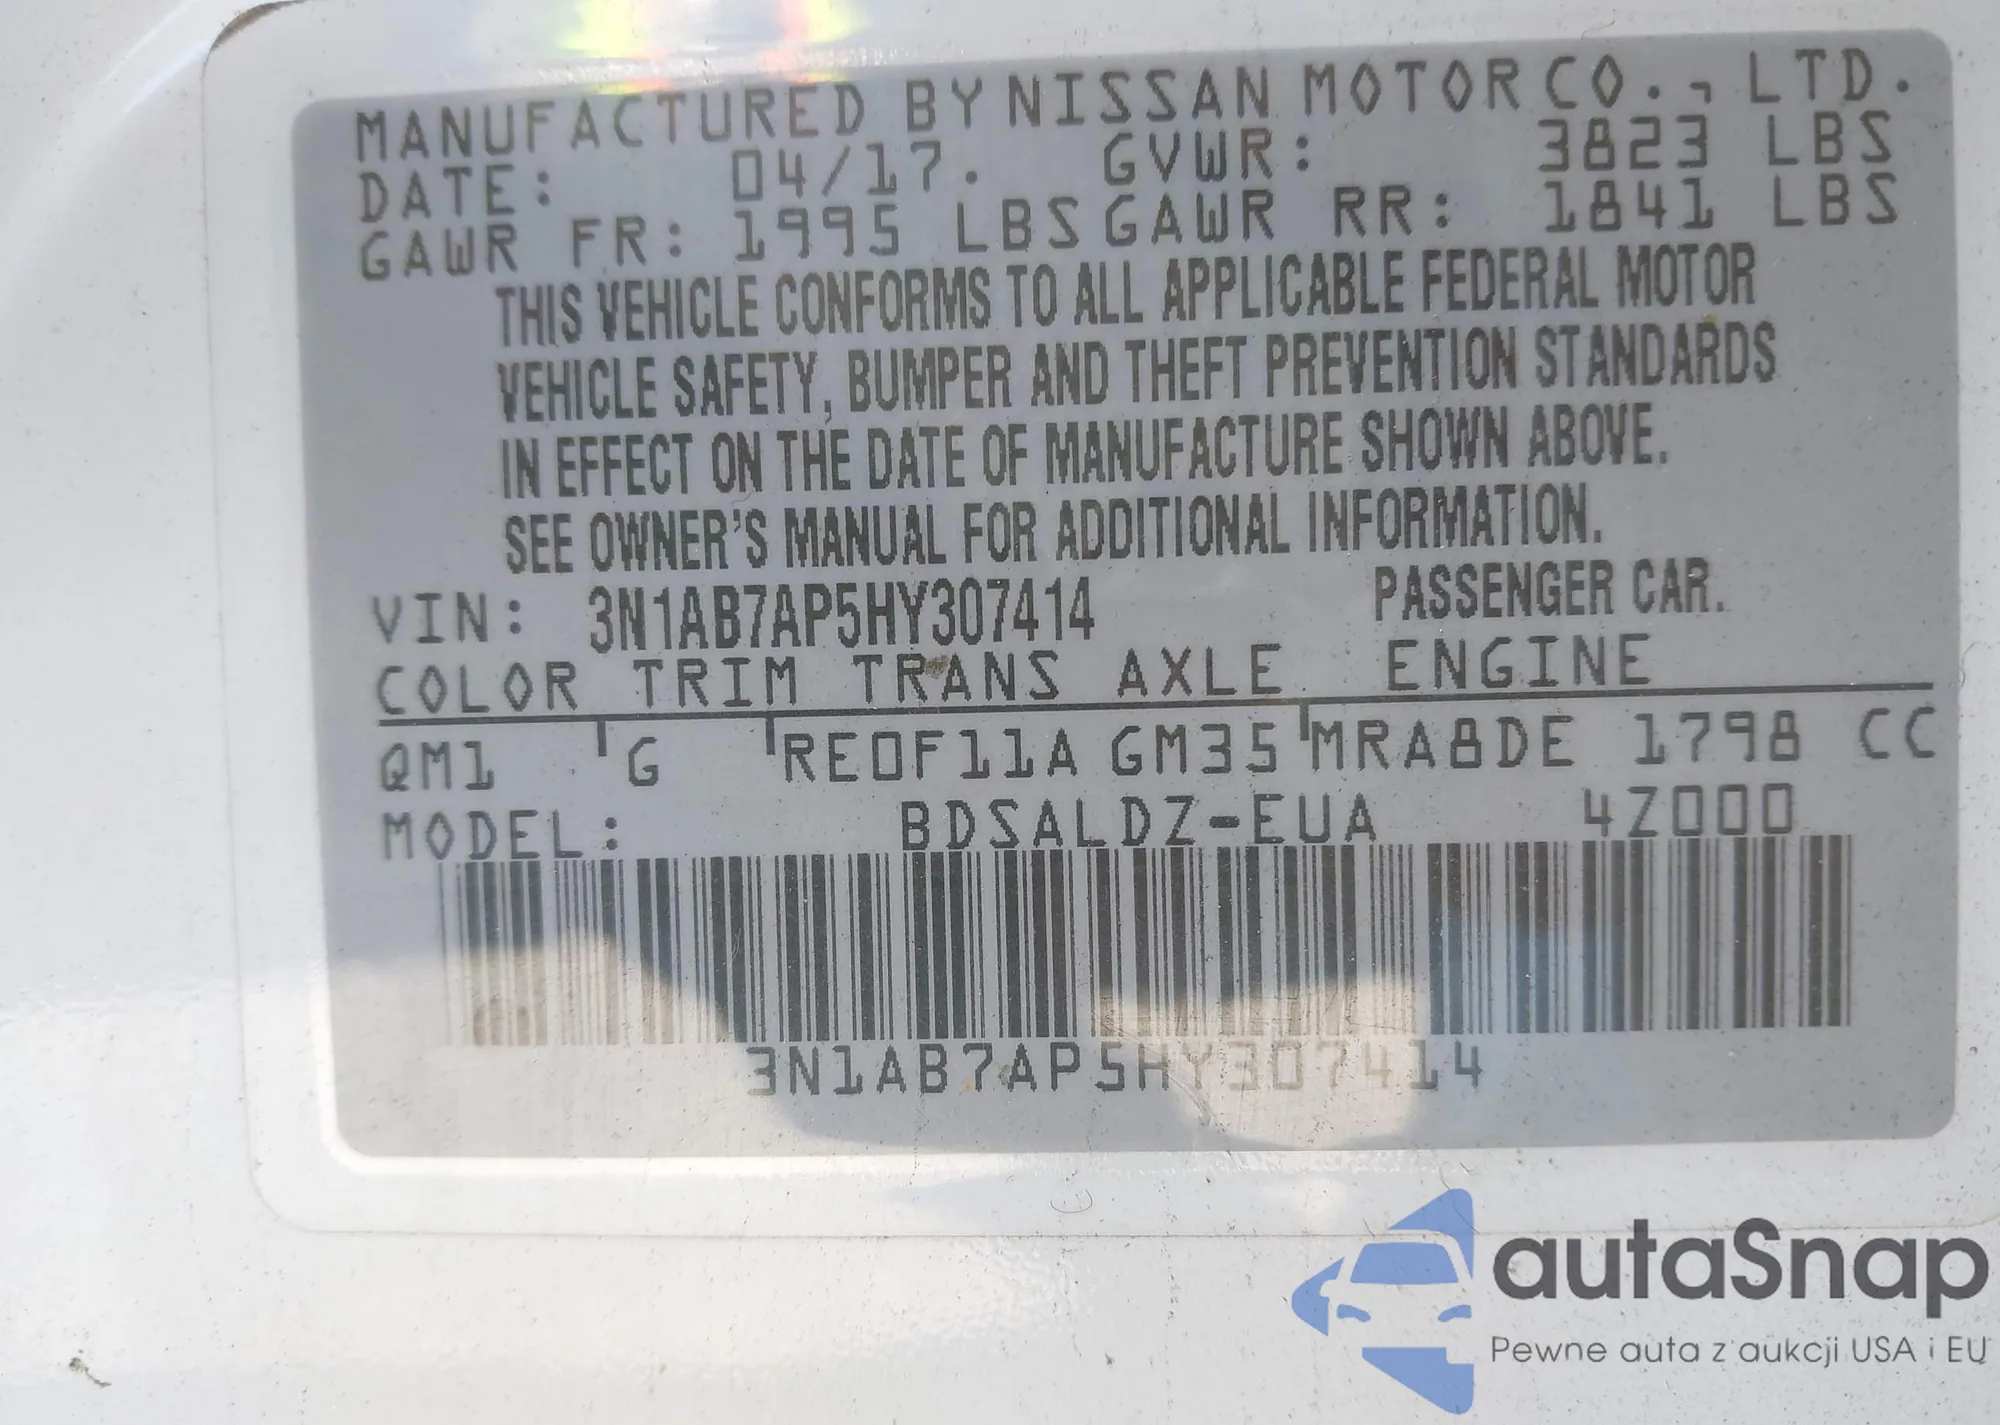 MANUFACTURED BY NISSAN MOTOR CO., LTD.
DATE: 04/17. GVWR: 3823 LBS
GAWR FR: 1995 LBS GAWR RR: 1841 LBS
THIS VEHICLE CONFORMS TO ALL APPLICABLE FEDERAL MOTOR
VEHICLE SAFETY, BUMPER AND THEFT PREVENTION STANDARDS
IN EFFECT ON THE DATE OF MANUFACTURE SHOWN ABOVE.
SEE OWNER'S MANUAL FOR ADDITIONAL INFORMATION.
VIN: 3N1AB7AP5HY307414 PASSENGER CAR.
COLOR TRIM TRANS AXLE ENGINE
QM1 G RE0F11A GM35 MRA8DE 1798 CC
MODEL: BDSALDZ-EUA 4Z000
3N1AB7AP5HY307414
autaSnap
Pewne auta z aukcji USA i EU